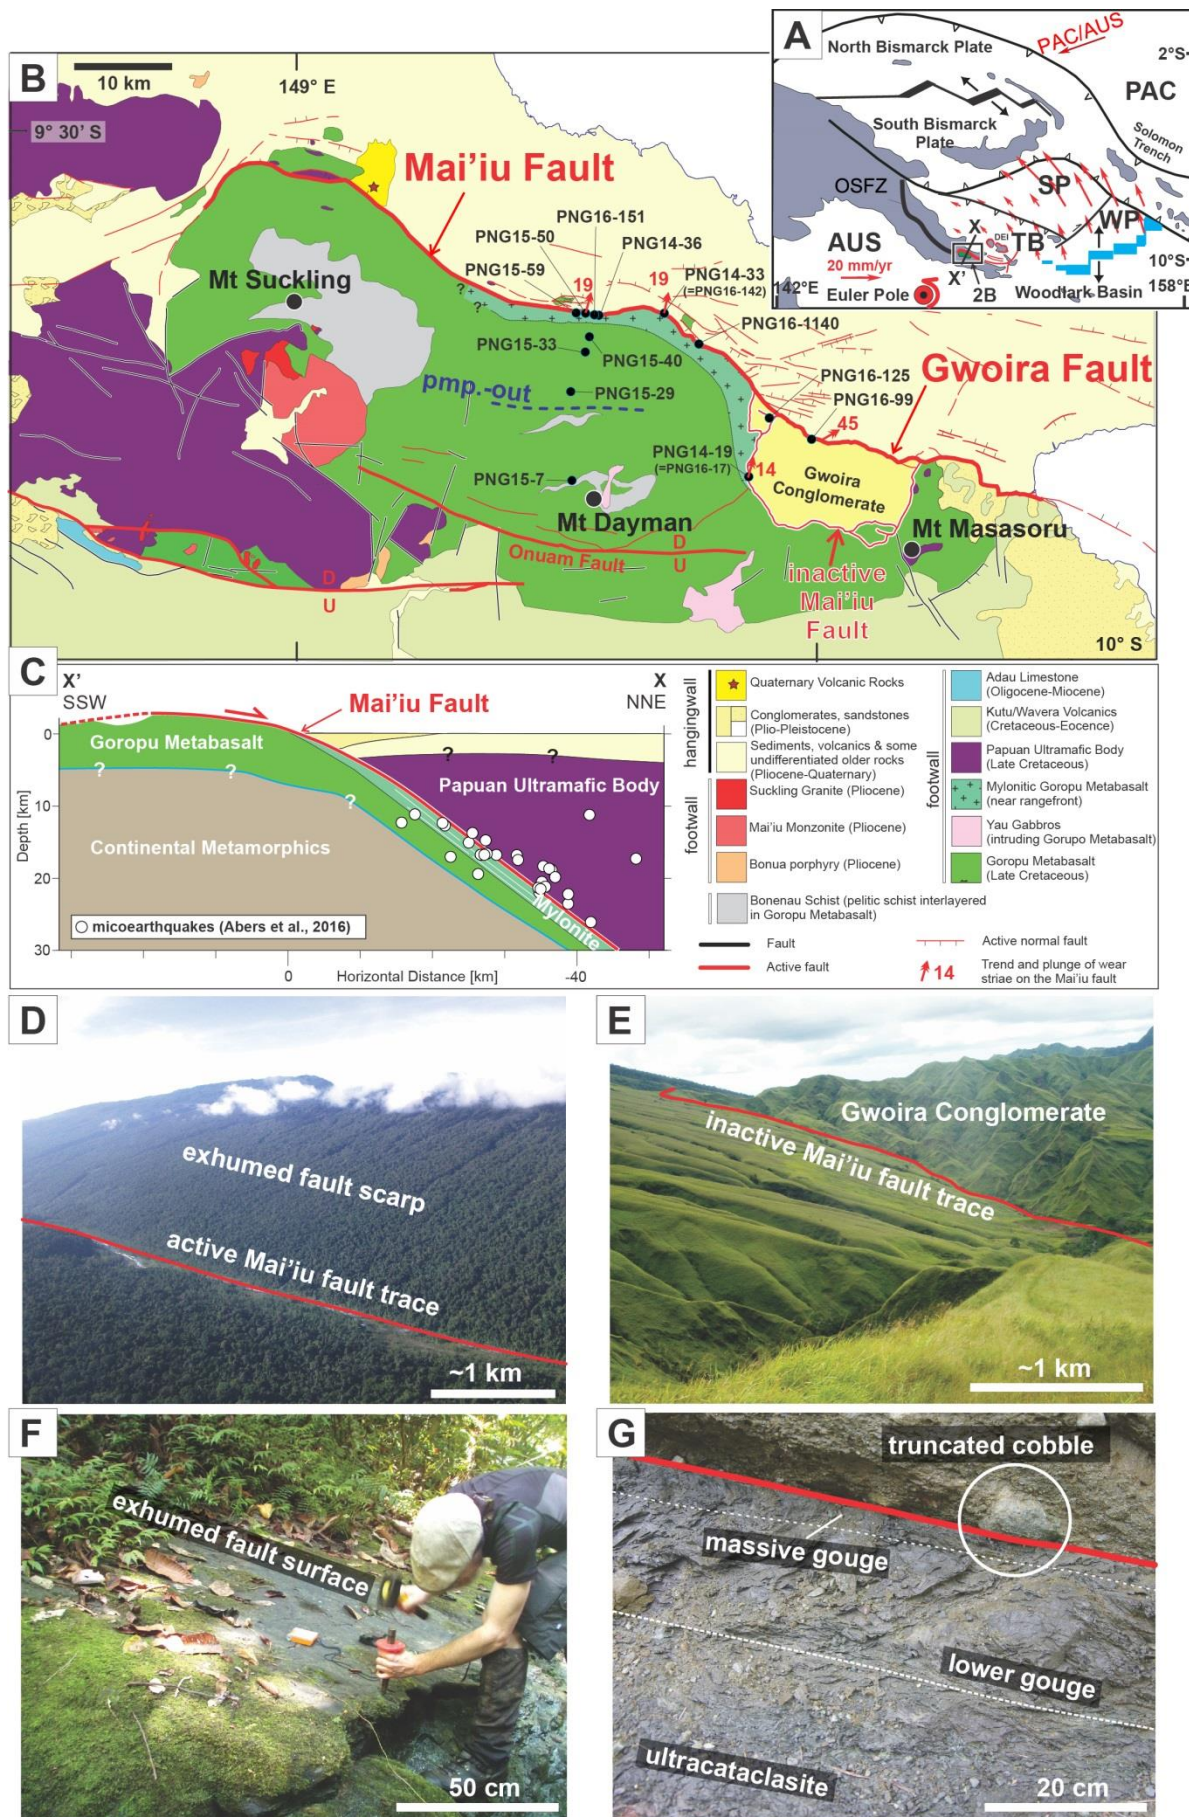 A
North Bismarck Plate
PAC/AUS
2°S
PAC
South Bismarck
Plate
Solomon
Trench
OSFZ
SP
WP
AUS
X
DEI
TB
20 mm/yr
X'
10°S
142°E
2B
Woodlark Basin
158°E
Euler Pole
B
10 km
149° E
9° 30' S
Mai'iu Fault
PNG16-151
PNG15-50
PNG14-36
PNG15-59
19
19
PNG14-33
(=PNG16-142)
?
?
Mt Suckling
PNG16-1140
PNG15-33
PNG15-40
PNG16-125
Gwoira Fault
pmp.-out
PNG15-29
PNG16-99
45
PNG14-19
(=PNG16-17)
14
Gwoira
Conglomerate
PNG15-7
Mt Dayman
Mt Masasoru
Onuam Fault
D
U
D
U
inactive
Mai'iu
Fault
10° S
C
X'
SSW
Mai'iu Fault
X
NNE
0
10
20
30
Depth [km]
Goropu Metabasalt
?
?
?
?
?
Papuan Ultramafic Body
Continental Metamorphics
Mylonite
micoearthquakes (Abers et al., 2016)
0
Horizontal Distance [km]
-40
hangingwall
Quaternary Volcanic Rocks
Conglomerates, sandstones
(Plio-Pleistocene)
Sediments, volcanics & some
undifferentiated older rocks
(Pliocene-Quaternary)
footwall
Suckling Granite (Pliocene)
Mai'iu Monzonite (Pliocene)
Bonua porphyry (Pliocene)
Bonenau Schist (pelitic schist interlayered
in Goropu Metabasalt)
footwall
Adau Limestone
(Oligocene-Miocene)
Kutu/Wavera Volcanics
(Cretaceous-Eocence)
Papuan Ultramafic Body
(Late Cretaceous)
Mylonitic Goropu Metabasalt
(near rangefront)
Yau Gabbros
(intruding Gorupo Metabasalt)
Goropu Metabasalt
(Late Cretaceous)
Fault
Active fault
Active normal fault
14
Trend and plunge of wear
striae on the Mai'iu fault
D
exhumed fault scarp
active Mai'iu fault trace
~1 km
E
Gwoira Conglomerate
inactive Mai'iu fault trace
~1 km
F
exhumed fault surface
50 cm
G
truncated cobble
massive gouge
lower gouge
ultracataclasite
20 cm